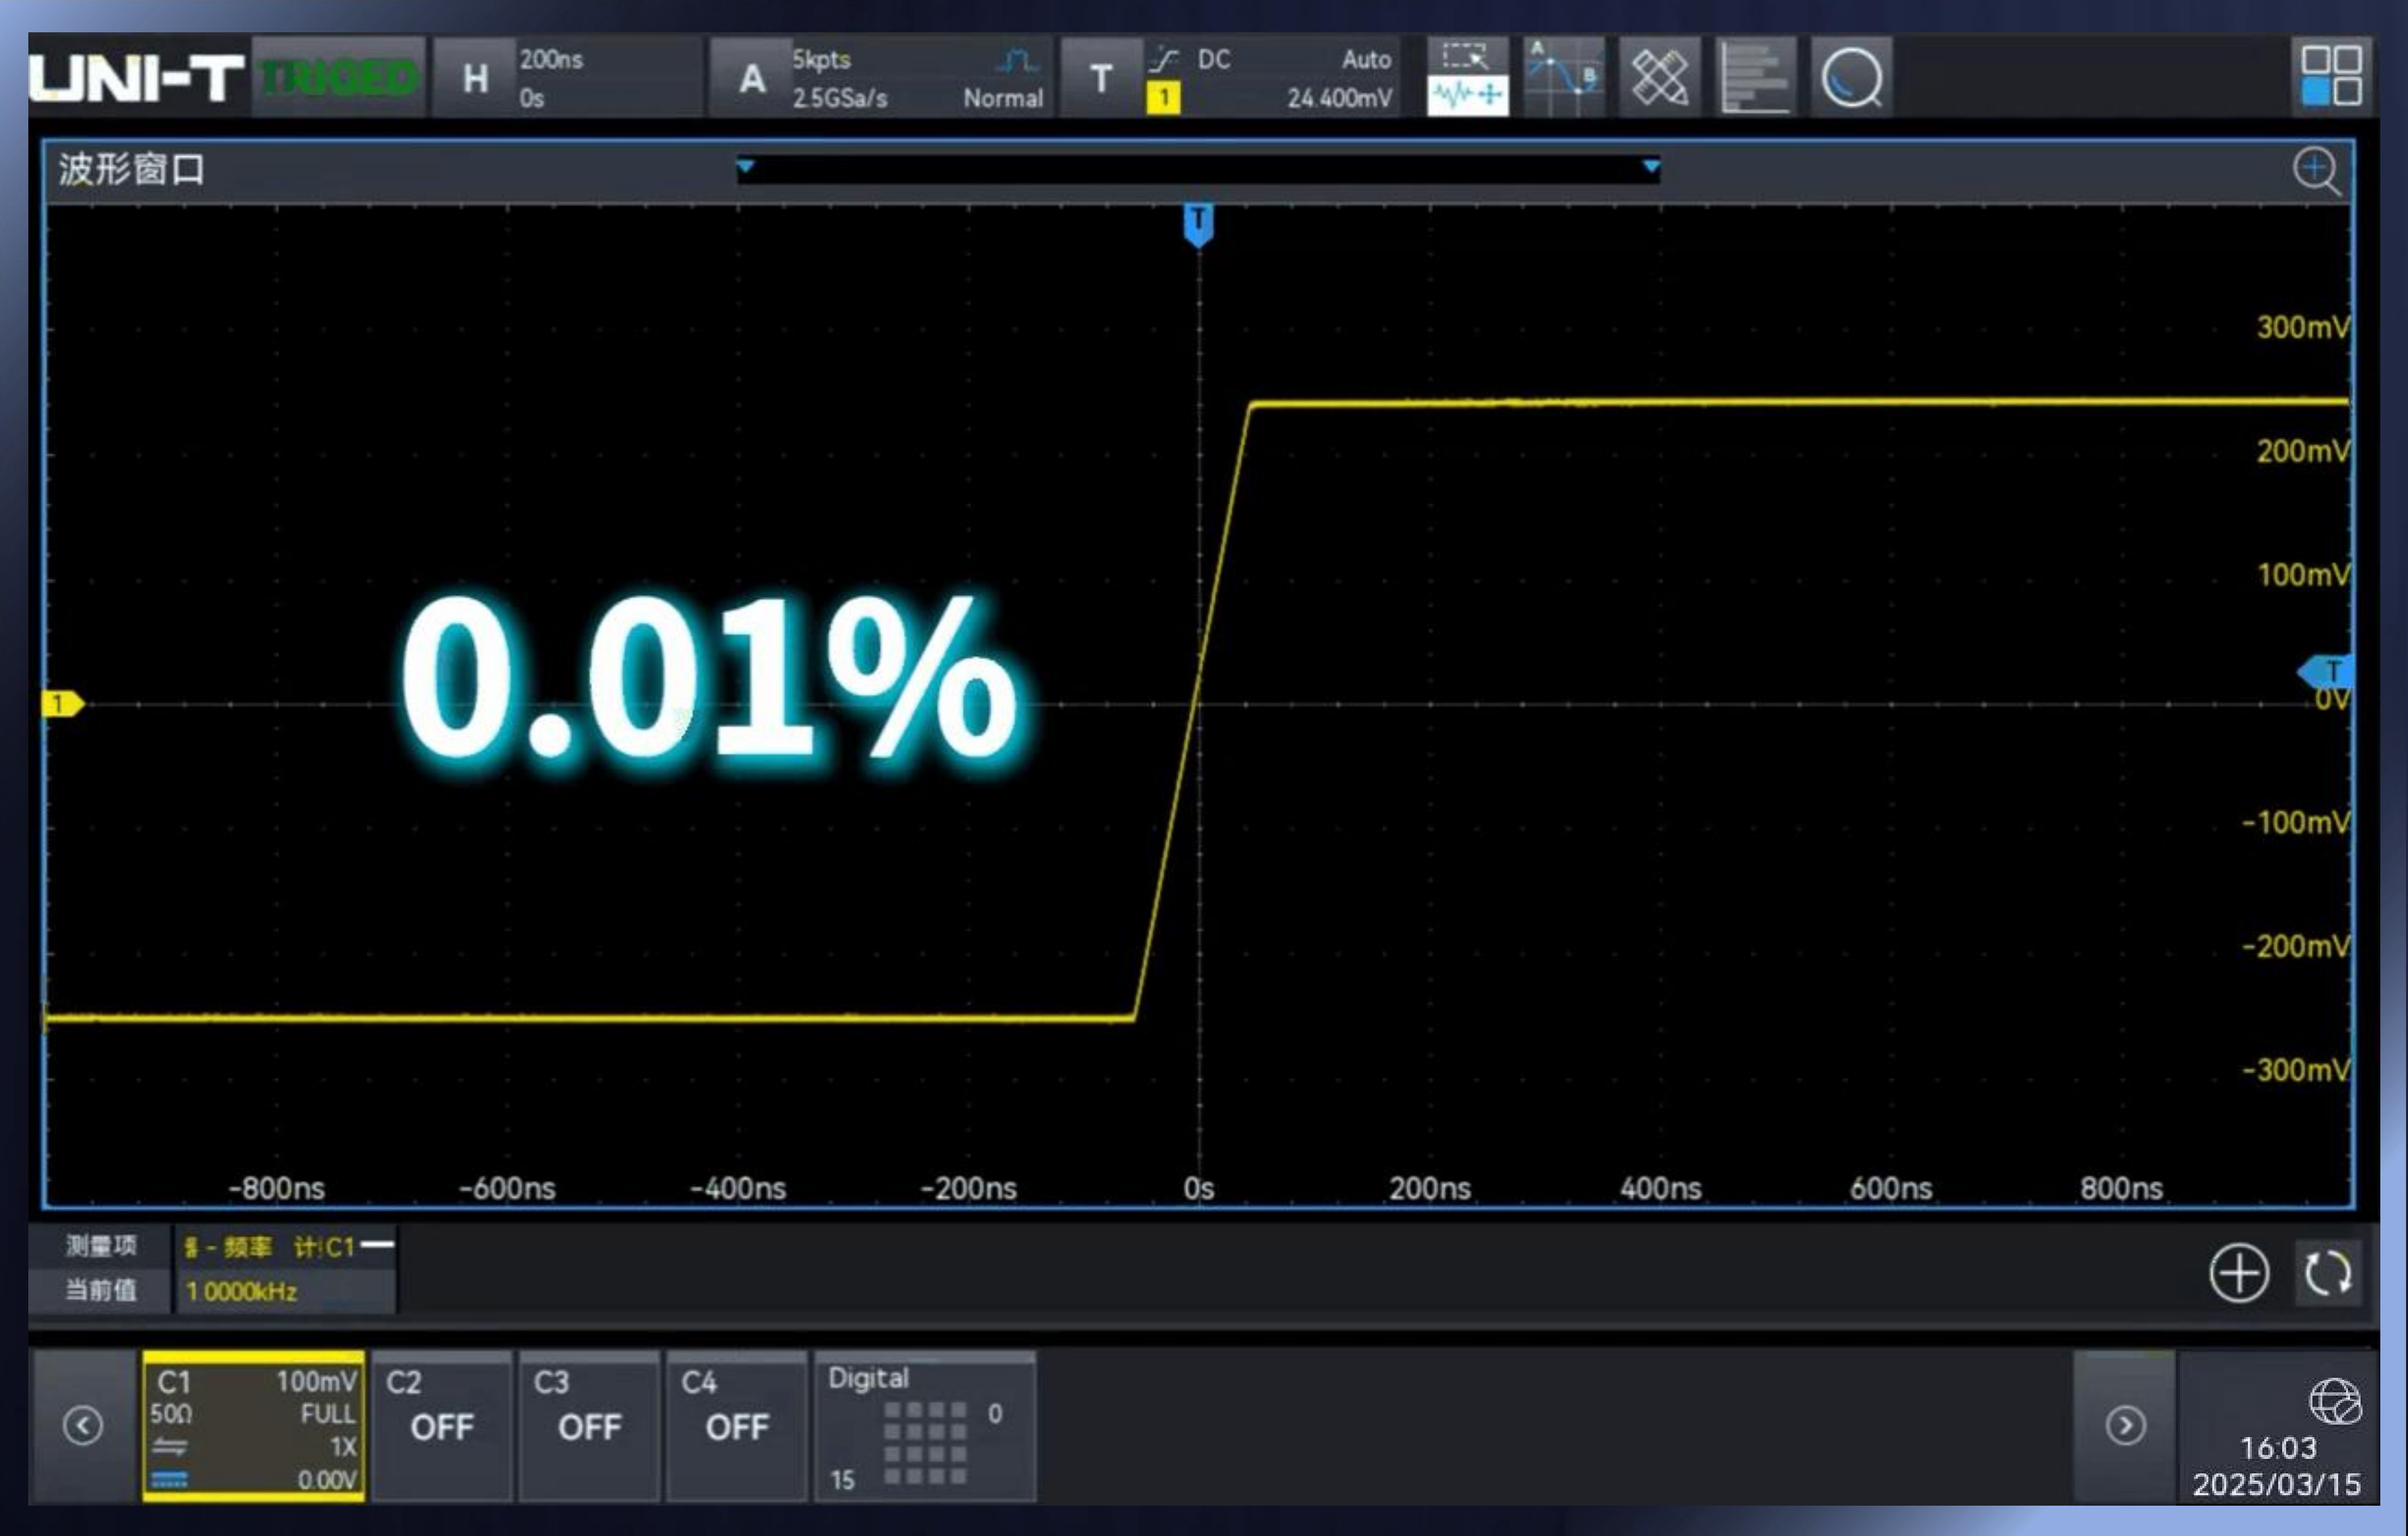 UNI-T TRIGED H 200ns 0s A 5kpts 2.5GSa/s Normal T 1 DC Auto 24.400mV A B
波形窗口
T
300mV
200mV
100mV
0.01%
T
1
0V
-100mV
-200mV
-300mV
-800ns -600ns -400ns -200ns 0s 200ns 400ns 600ns 800ns
测量项 - 频率 计 C1
当前值 1.0000kHz
C1 100mV
50Ω FULL
1X
0.00V
C2
OFF
C3
OFF
C4
OFF
Digital
0
15
16:03
2025/03/15